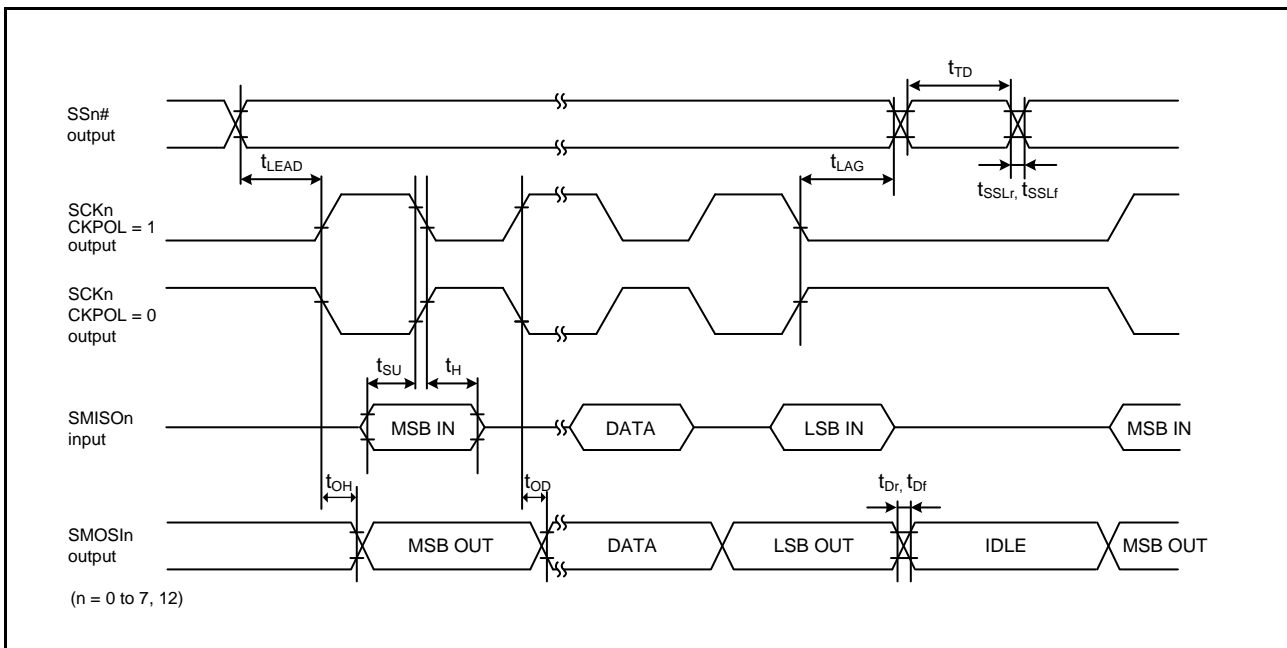 tTD
SSn#
output
tLEAD
tLAG
tSSLr, tSSLf
SCKn
CKPOL = 1
output
SCKn
CKPOL = 0
output
tSU
tH
SMISOn
input
MSB IN
DATA
LSB IN
MSB IN
tOH
tOD
tDr, tDf
SMOSIn
output
MSB OUT
DATA
LSB OUT
IDLE
MSB OUT
(n = 0 to 7, 12)